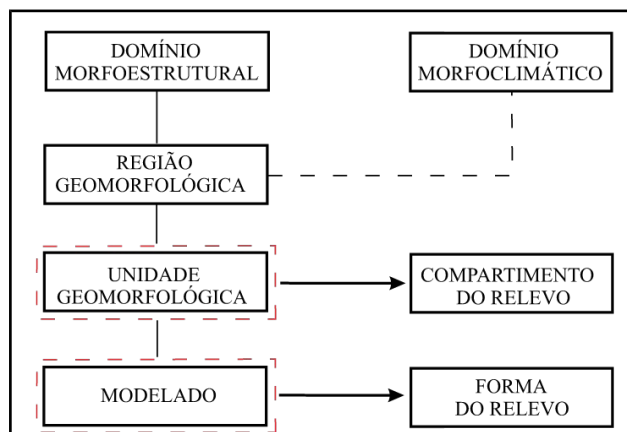 DOMÍNIO
MORFOESTRUTURAL
DOMÍNIO
MORFOCLIMÁTICO
REGIÃO
GEOMORFOLÓGICA
UNIDADE
GEOMORFOLÓGICA
COMPARTIMENTO
DO RELEVO
MODELADO
FORMA
DO RELEVO